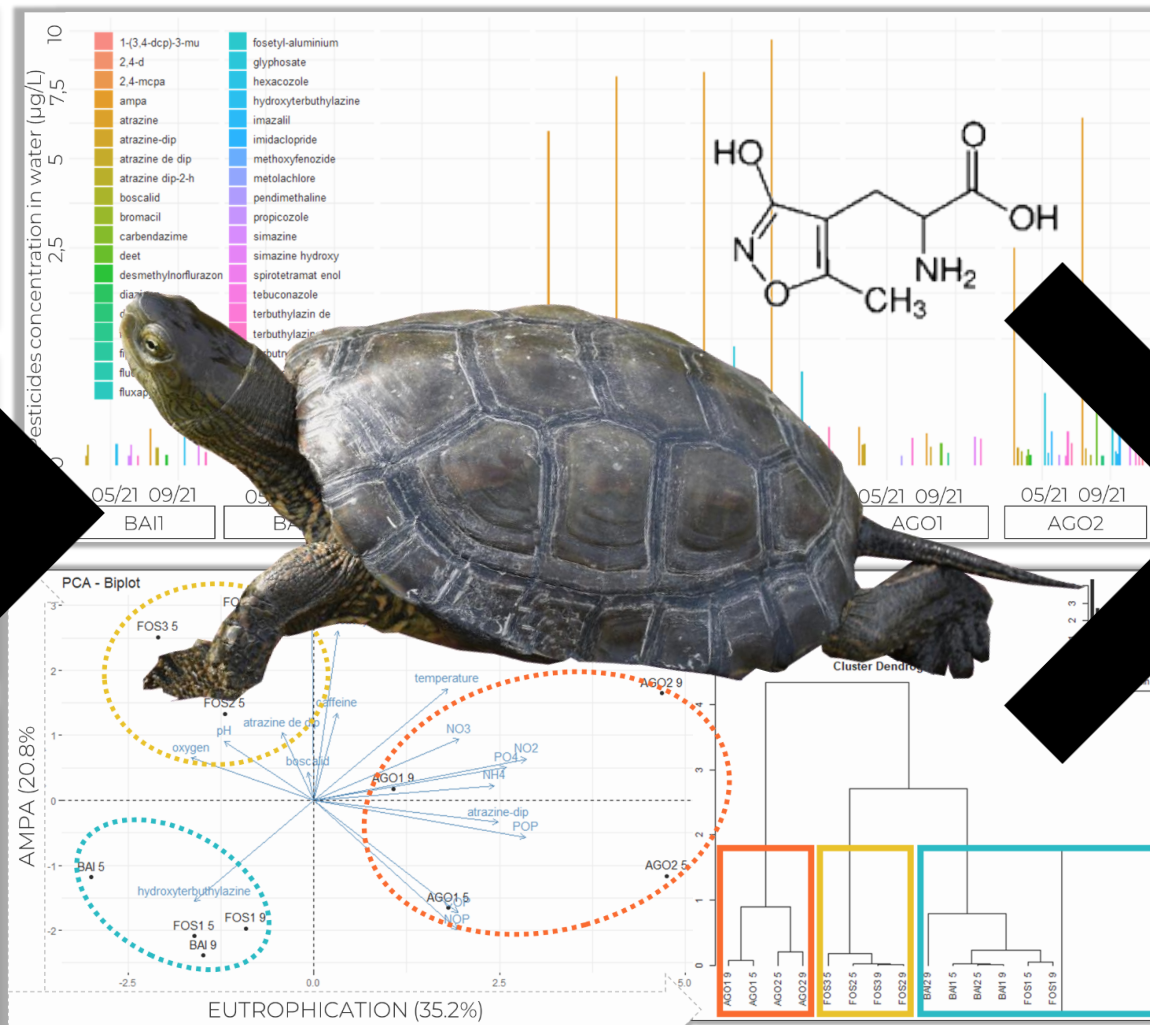 Pesticides concentration in water (µg/L)
10
7,5
5
2,5
0
1-(3,4-dcp)-3-mu
2,4-d
2,4-mcpa
ampa
atrazine
atrazine-dip
atrazine de dip
atrazine dip-2-h
boscalid
bromacil
carbendazime
deet
desmethylnorflurazon
fosetyl-aluminium
glyphosate
hexacozole
hydroxyterbuthylazine
imazalil
imidaclopride
methoxyfenozide
metolachlore
pendimethaline
propicozole
simazine
simazine hydroxy
spirotetramat enol
tebuconazole
terbuthylazin de
terbuthylazin
HO
O
OH
N
O
NH2
CH3
05/21 09/21
05/21 09/21
05/21 09/21
BAI1
AGO1
AGO2
PCA - Biplot
3
2
1
0
-1
-2
-2.5
0.0
2.5
5.0
FOS3 5
FOS2 5
temperature
caffeine
atrazine de dip
pH
oxygen
boscalid
NO3
NO2
PO4
NH4
AGO2 9
AGO1 9
atrazine-dip
POP
AGO2 5
AGO1 5
NOP
BAI 5
hydroxyterbuthylazine
FOS1 5
FOS1 9
BAI 9
AMPA (20.8%)
EUTROPHICATION (35.2%)
3
2
Cluster Dendro
4
3
2
1
0
AGO1 9
AGO1 5
AGO2 5
AGO2 9
FOS3 5
FOS2 5
FOS3 9
FOS2 9
BAI2 9
BAI1 5
BAI2 5
BAI1 9
FOS1 5
FOS1 9